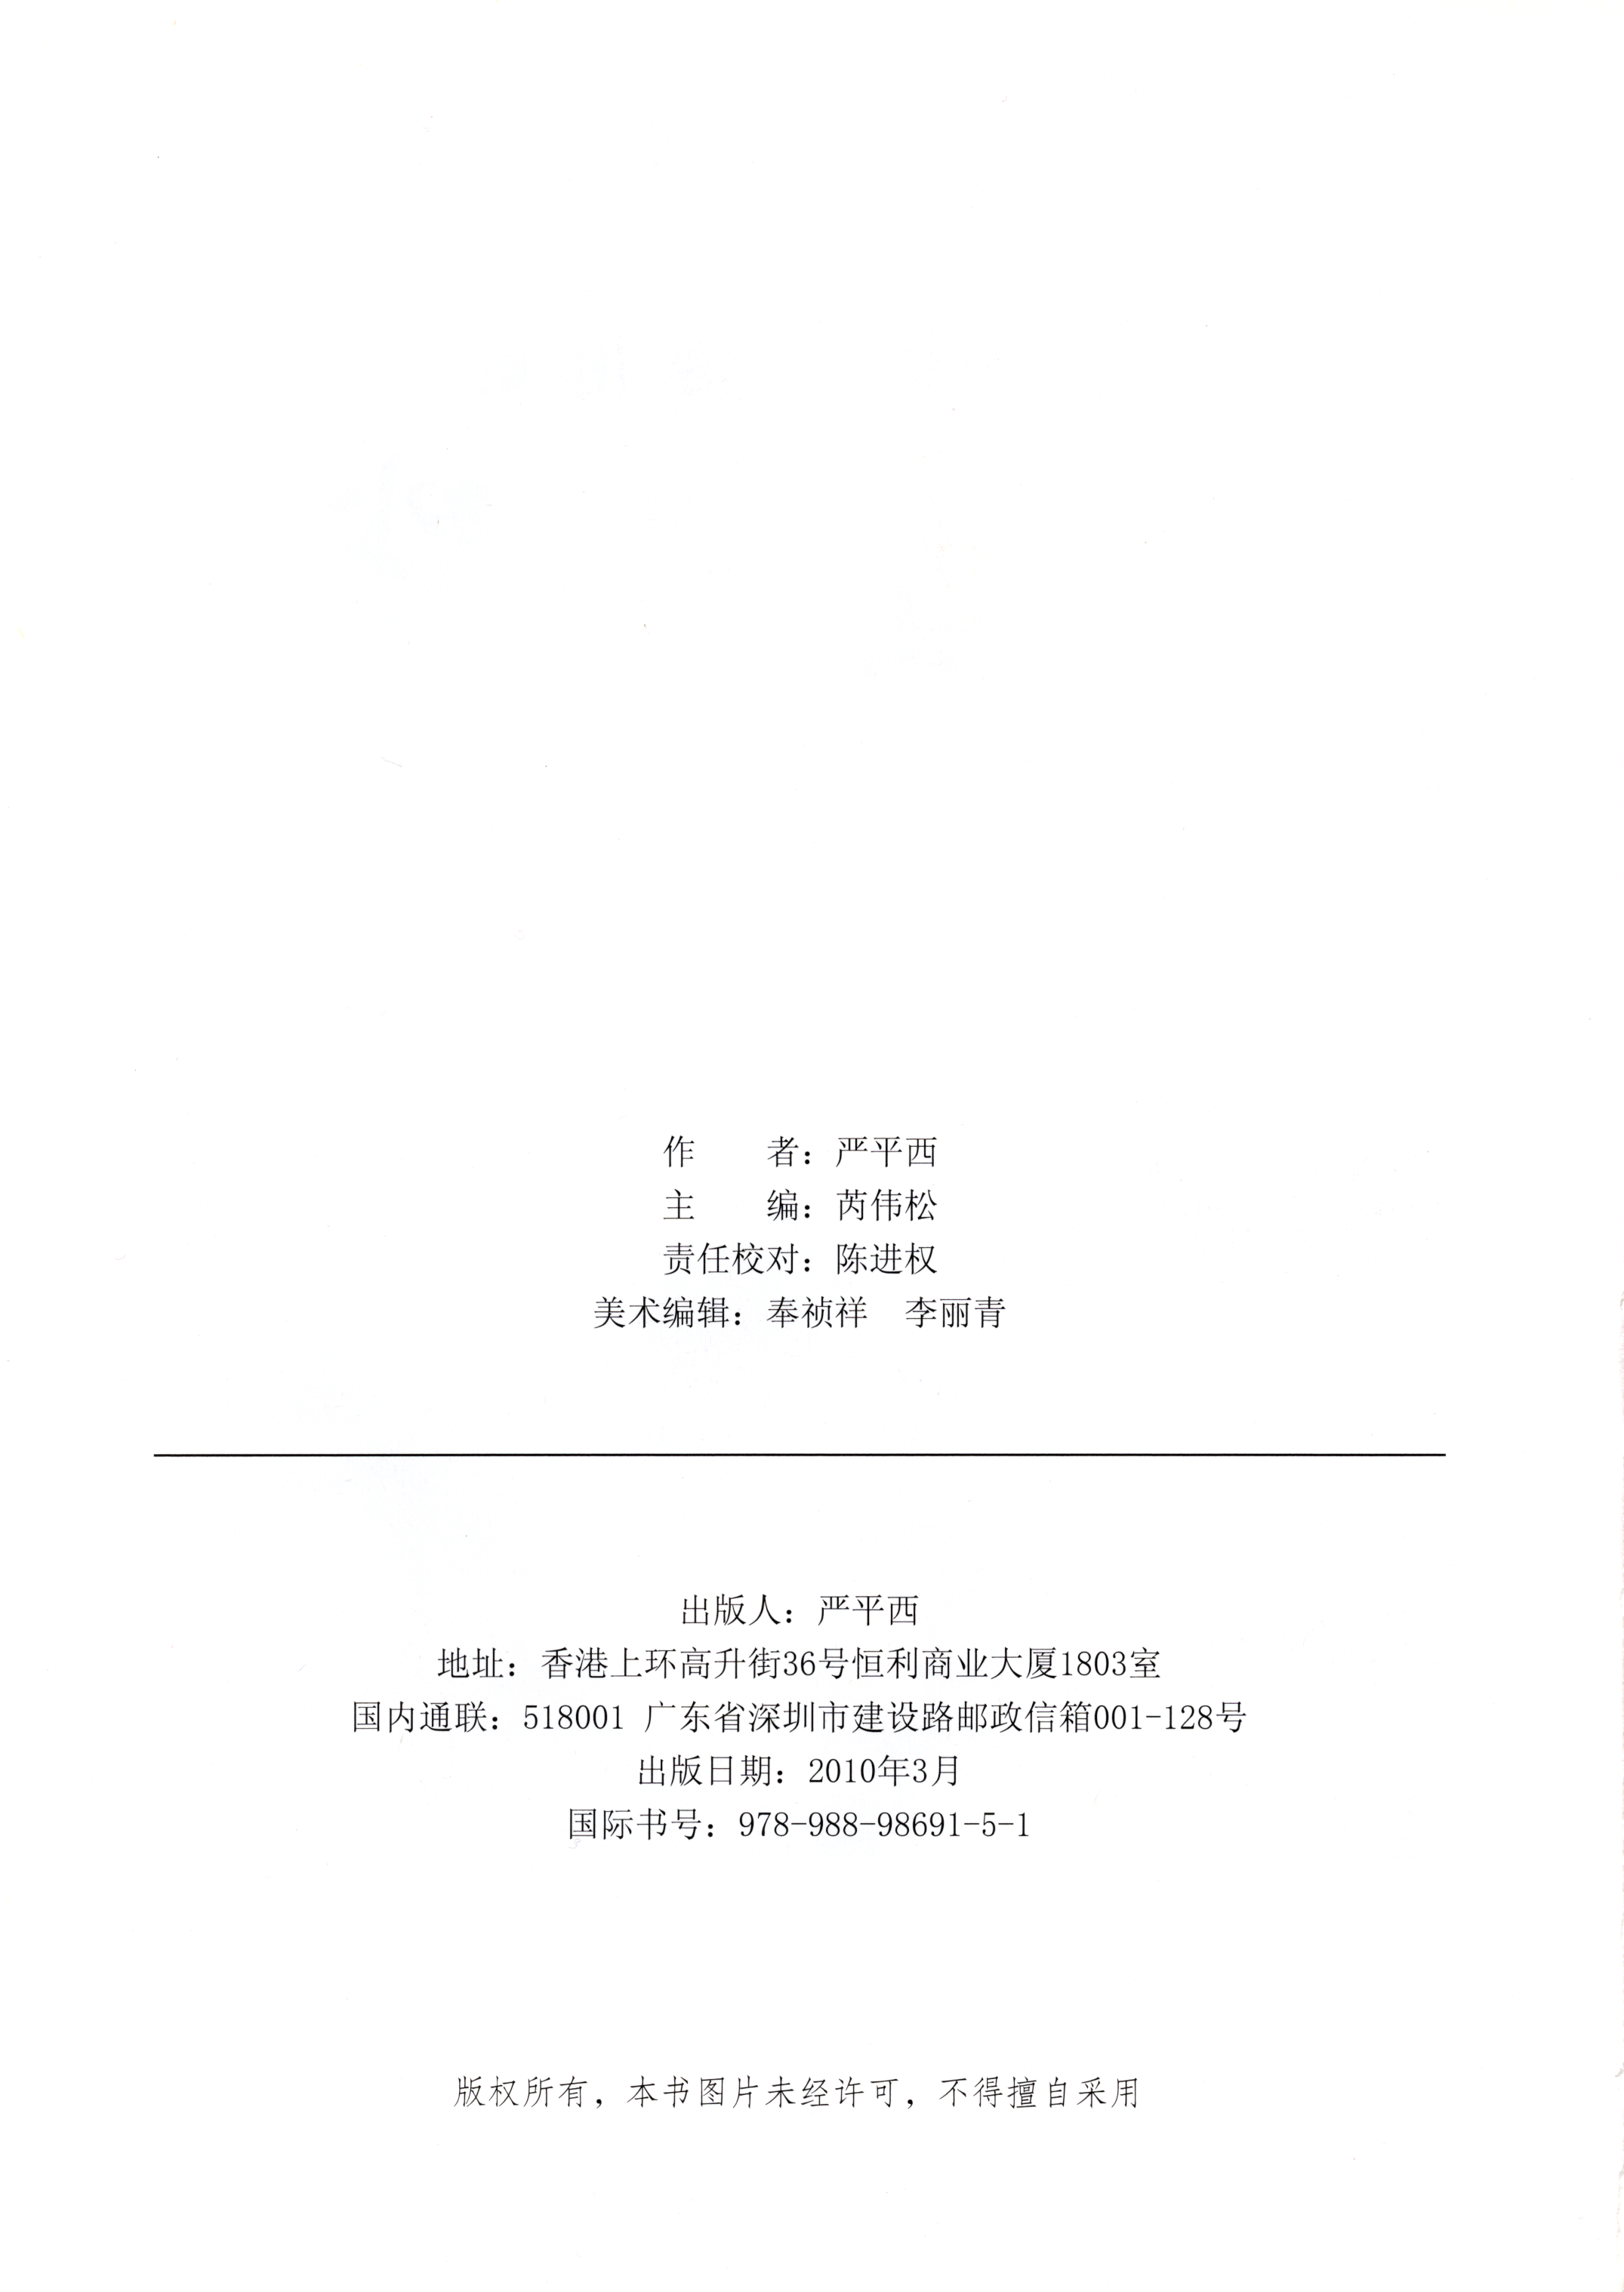 作　　者：严平西
主　　编：芮伟松
责任校对：陈进权
美术编辑：奉祯祥　李丽青
出版人：严平西
地址：香港上环高升街36号恒利商业大厦1803室
国内通联：518001 广东省深圳市建设路邮政信箱001-128号
出版日期：2010年3月
国际书号：978-988-98691-5-1
版权所有，本书图片未经许可，不得擅自采用